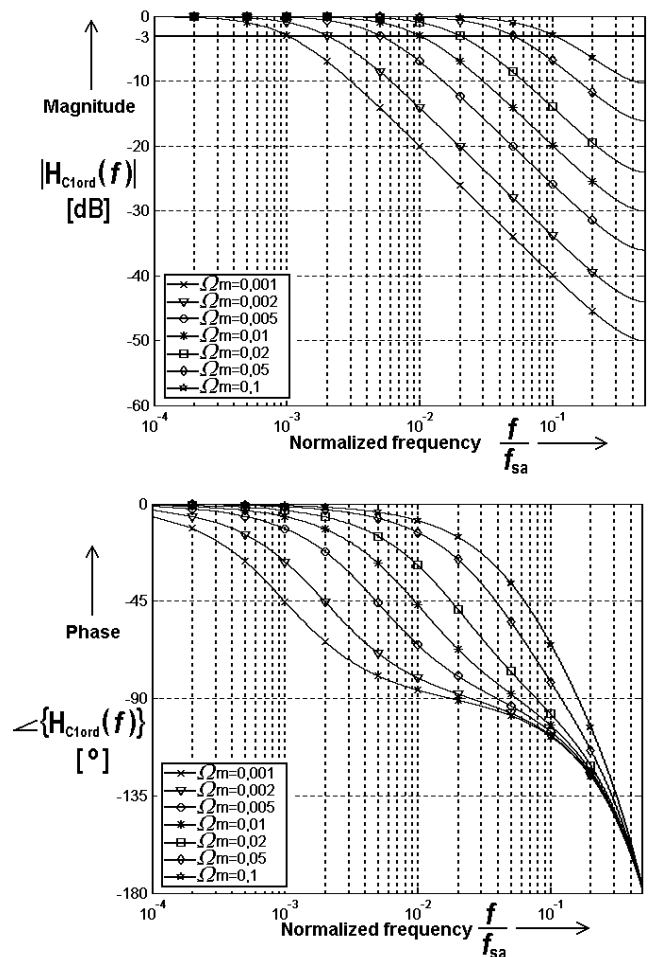 0
-3
-10
Magnitude
-20
|H_C1ord(f)|
[dB]
-30
-40
-50
-60
Ωm=0,001
Ωm=0,002
Ωm=0,005
Ωm=0,01
Ωm=0,02
Ωm=0,05
Ωm=0,1
10⁻⁴
10⁻³
10⁻²
10⁻¹
Normalized frequency f/f_sa
0
-45
Phase
-90
∠{H_C1ord(f)}
[º]
-135
-180
Ωm=0,001
Ωm=0,002
Ωm=0,005
Ωm=0,01
Ωm=0,02
Ωm=0,05
Ωm=0,1
10⁻⁴
10⁻³
10⁻²
10⁻¹
Normalized frequency f/f_sa